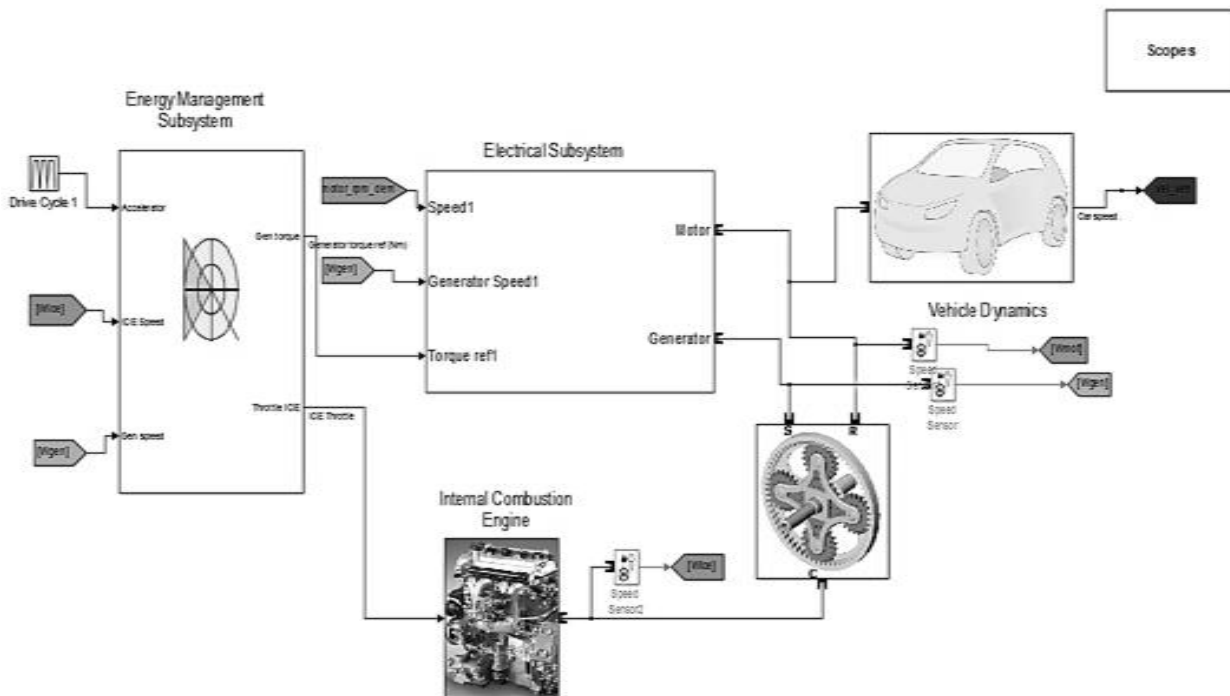 Scopes
Energy Management
Subsystem
Drive Cycle 1
Accelerator
Gen torque
Generator torque ref (Nm)
[Wice]
ICE Speed
Throttle ICE
ICE Throttle
[Wgen]
Gen speed
Electrical Subsystem
motor_rpm_dem
Speed1
[Wgen]
Generator Speed1
Torque ref1
Motor
Generator
Car speed
Vehicle Dynamics
[Wmot]
Speed
[Wgen]
Speed
Sensor
S
R
C
Internal Combustion
Engine
[Wice]
Speed
Sensor2